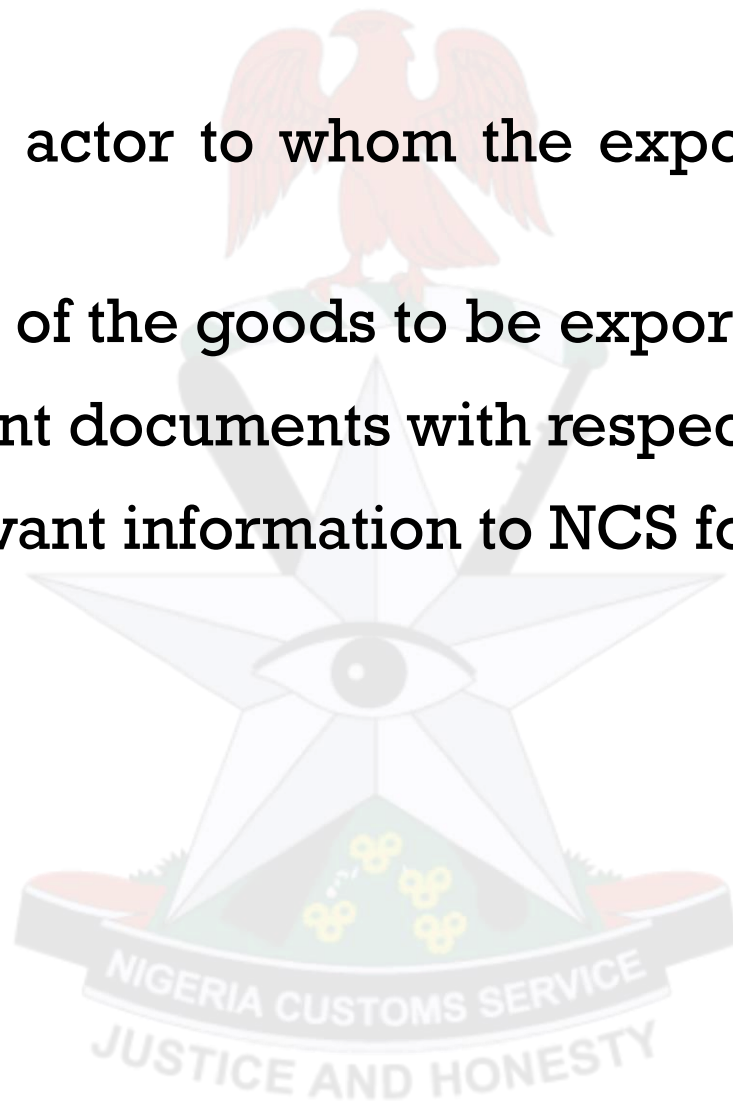 actor to whom the expo
of the goods to be expor
nt documents with respec
vant information to NCS fo
NIGERIA CUSTOMS SERVICE
JUSTICE AND HONESTY